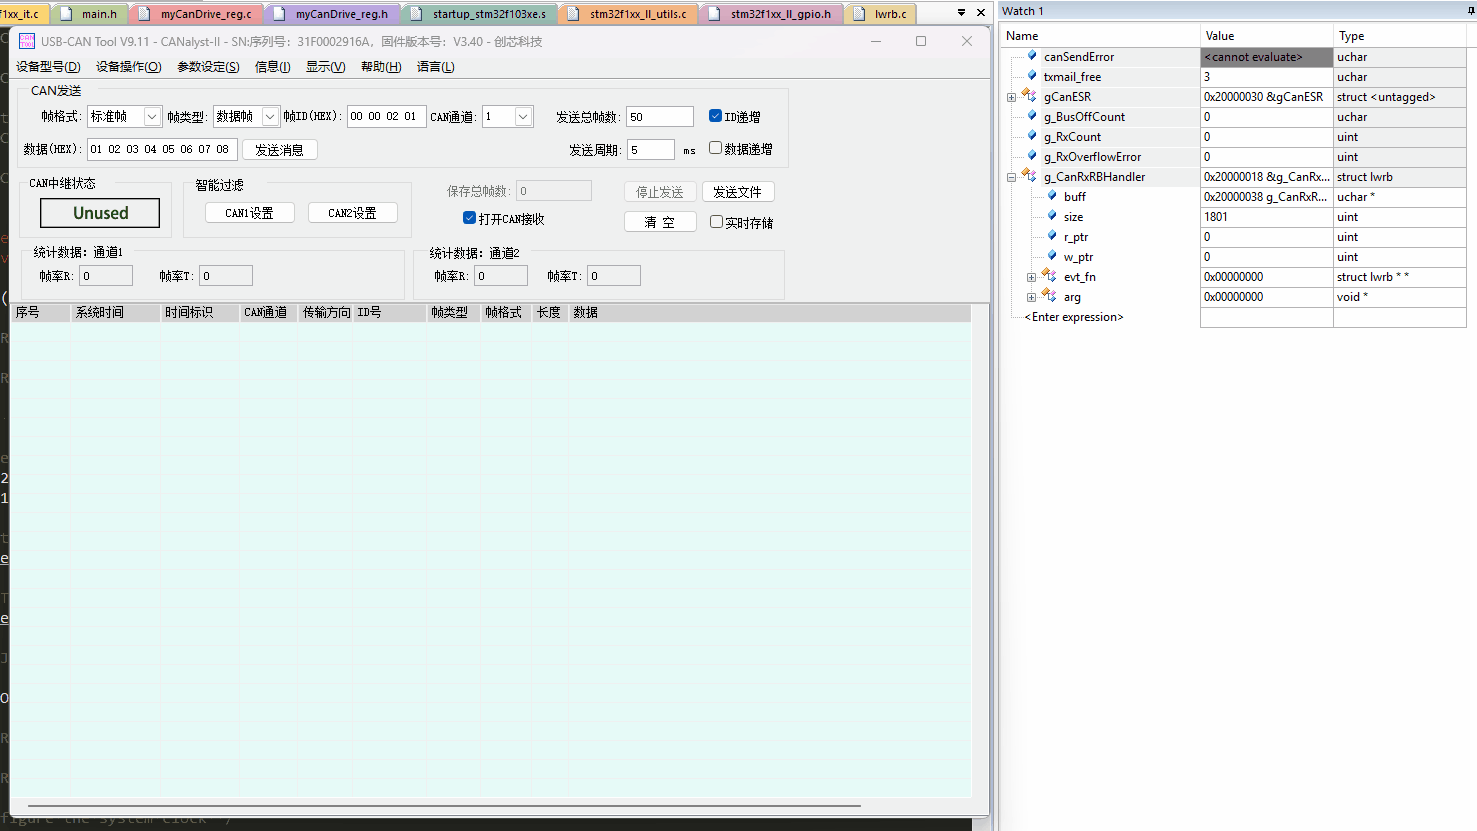 f1xx_it.c main.h myCanDrive_reg.c myCanDrive_reg.h startup_stm32f103xe.s stm32f1xx_ll_utils.c stm32f1xx_ll_gpio.h lwrb.c
USB-CAN Tool V9.11 - CANalyst-II - SN:序列号：31F0002916A，固件版本号：V3.40 - 创芯科技
设备型号(D) 设备操作(O) 参数设定(S) 信息(I) 显示(V) 帮助(H) 语言(L)
CAN发送
帧格式: 标准帧 帧类型: 数据帧 帧ID(HEX): 00 00 02 01 CAN通道: 1 发送总帧数: 50 ID递增
数据(HEX): 01 02 03 04 05 06 07 08 发送消息 发送周期: 5 ms 数据递增
CAN中继状态
Unused
智能过滤
CAN1设置 CAN2设置
保存总帧数: 0 停止发送 发送文件
打开CAN接收 清 空 实时存储
统计数据: 通道1
帧率R: 0 帧率T: 0
统计数据: 通道2
帧率R: 0 帧率T: 0
序号 系统时间 时间标识 CAN通道 传输方向 ID号 帧类型 帧格式 长度 数据
figure the system clock */
Watch 1
Name Value Type
canSendError <cannot evaluate> uchar
txmail_free 3 uchar
gCanESR 0x20000030 &gCanESR struct <untagged>
g_BusOffCount 0 uchar
g_RxCount 0 uint
g_RxOverflowError 0 uint
g_CanRxRBHandler 0x20000018 &g_CanRx... struct lwrb
buff 0x20000038 g_CanRxR... uchar *
size 1801 uint
r_ptr 0 uint
w_ptr 0 uint
evt_fn 0x00000000 struct lwrb * *
arg 0x00000000 void *
<Enter expression>